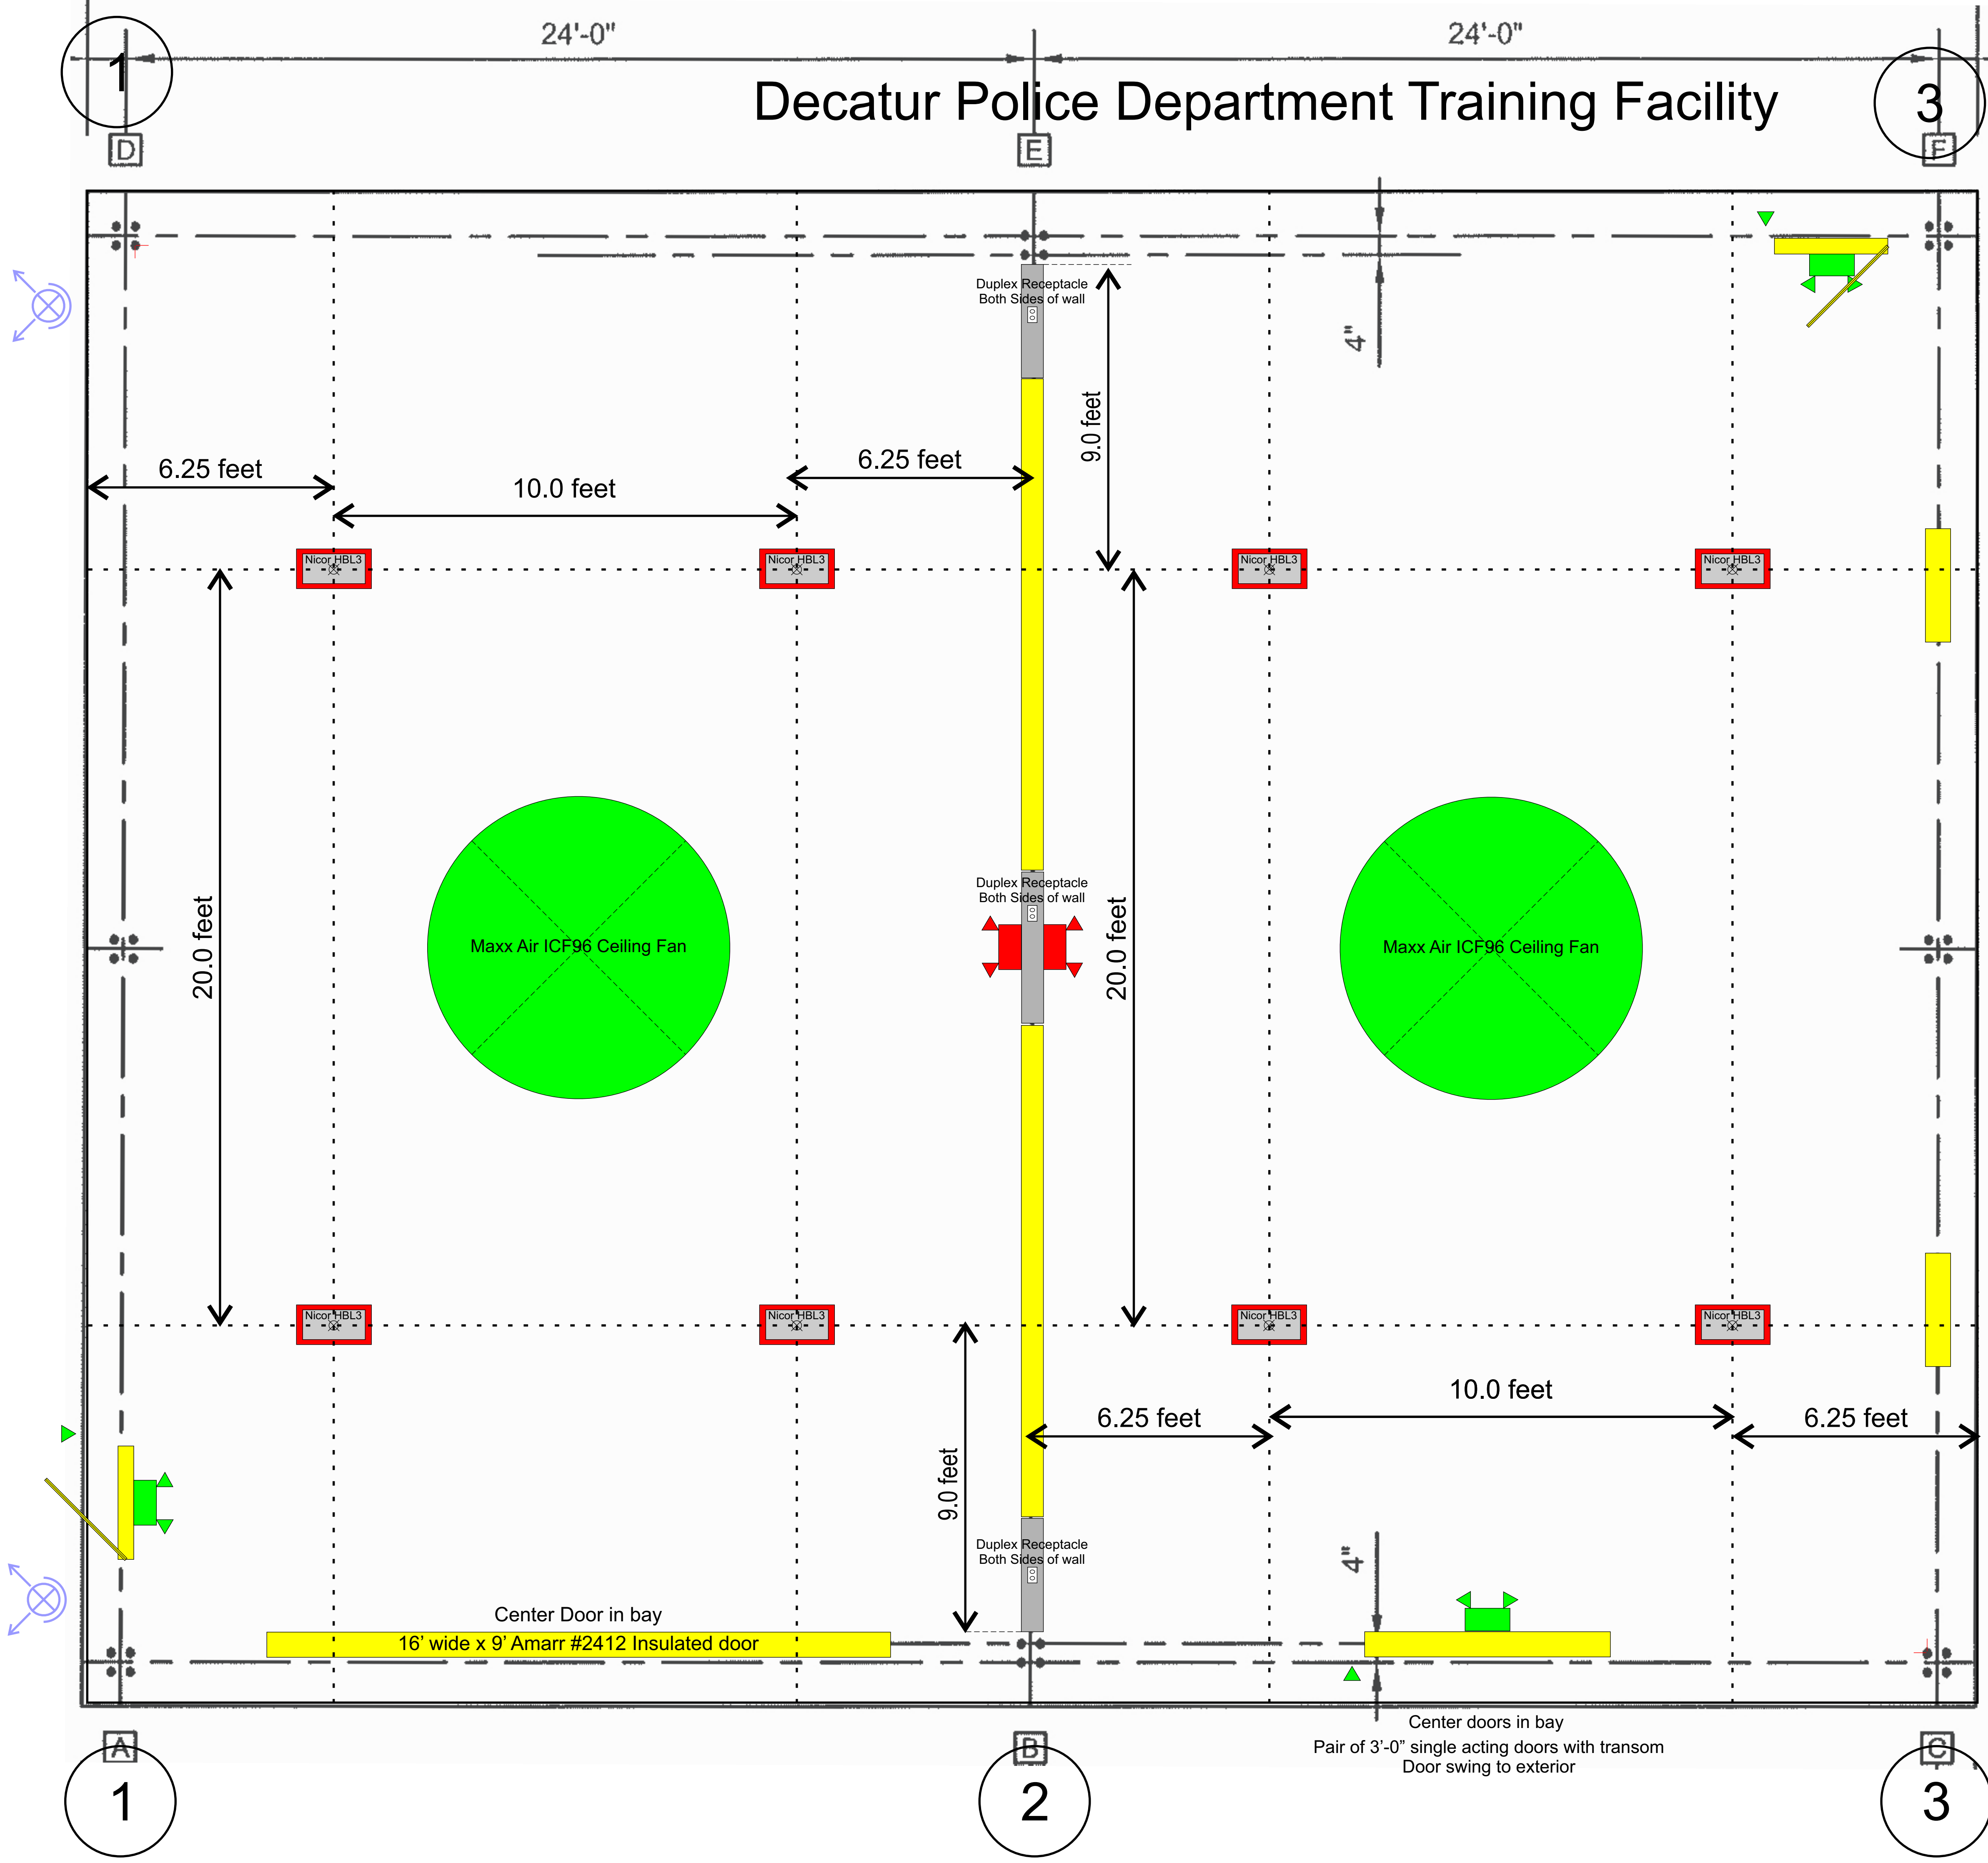 24'-0"
24'-0"
1
Decatur Police Department Training Facility
3
D
E
F
Duplex Receptacle
Both Sides of wall
4"
9.0 feet
6.25 feet
6.25 feet
10.0 feet
Nicor HBL3
Nicor HBL3
Nicor HBL3
Nicor HBL3
Duplex Receptacle
Both Sides of wall
20.0 feet
20.0 feet
Maxx Air ICF96 Ceiling Fan
Maxx Air ICF96 Ceiling Fan
Nicor HBL3
Nicor HBL3
Nicor HBL3
Nicor HBL3
10.0 feet
6.25 feet
6.25 feet
9.0 feet
Duplex Receptacle
Both Sides of wall
4"
Center Door in bay
16’ wide x 9’ Amarr #2412 Insulated door
Center doors in bay
Pair of 3’-0” single acting doors with transom
Door swing to exterior
A
B
C
1
2
3